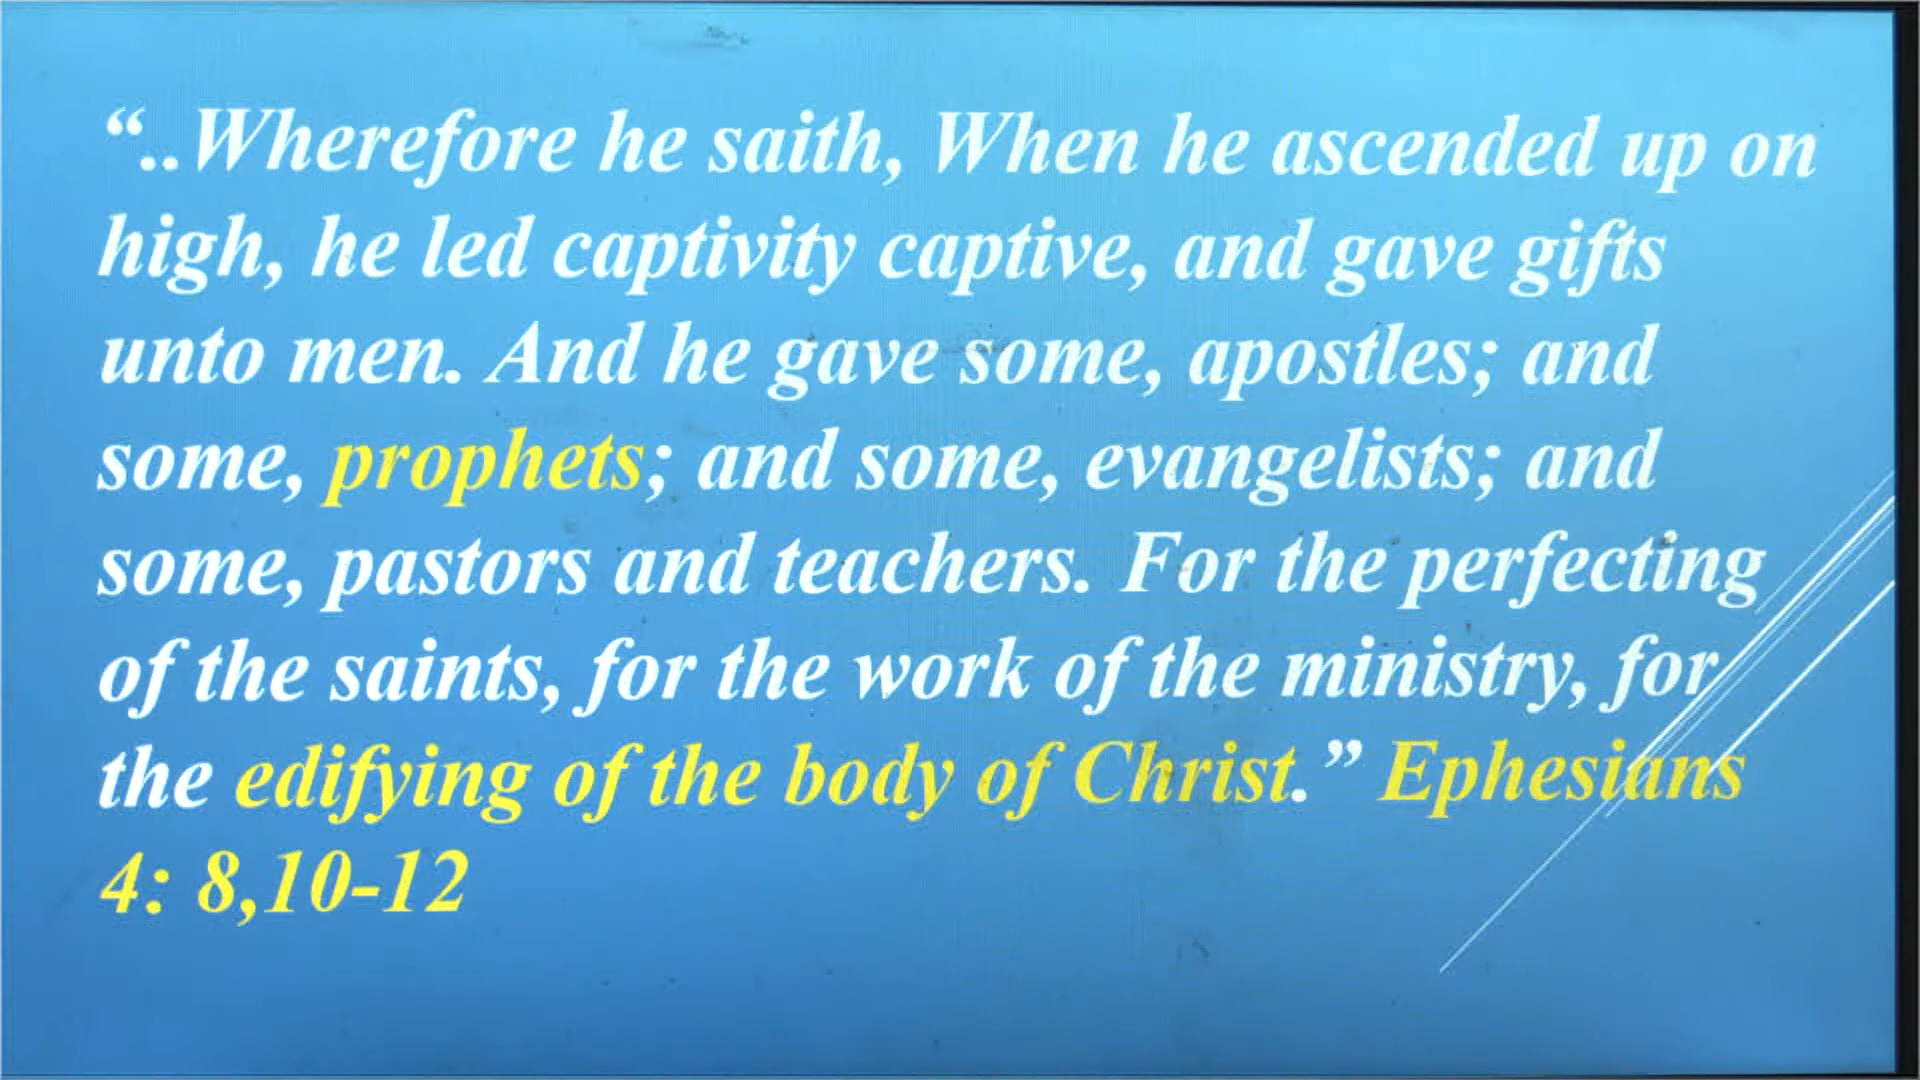 “..Wherefore he saith, When he ascended up on
high, he led captivity captive, and gave gifts
unto men. And he gave some, apostles; and
some, prophets; and some, evangelists; and
some, pastors and teachers. For the perfecting
of the saints, for the work of the ministry, for
the edifying of the body of Christ.” Ephesians
4: 8,10-12